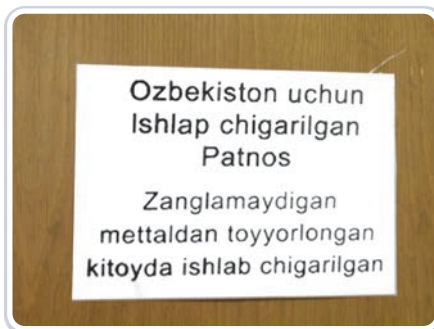 Ozbekiston uchun
Ishlap chigarilgan
Patnos
Zanglamaydigan
mettaldan toyyorlongan
kitoyda ishlab chigarilgan